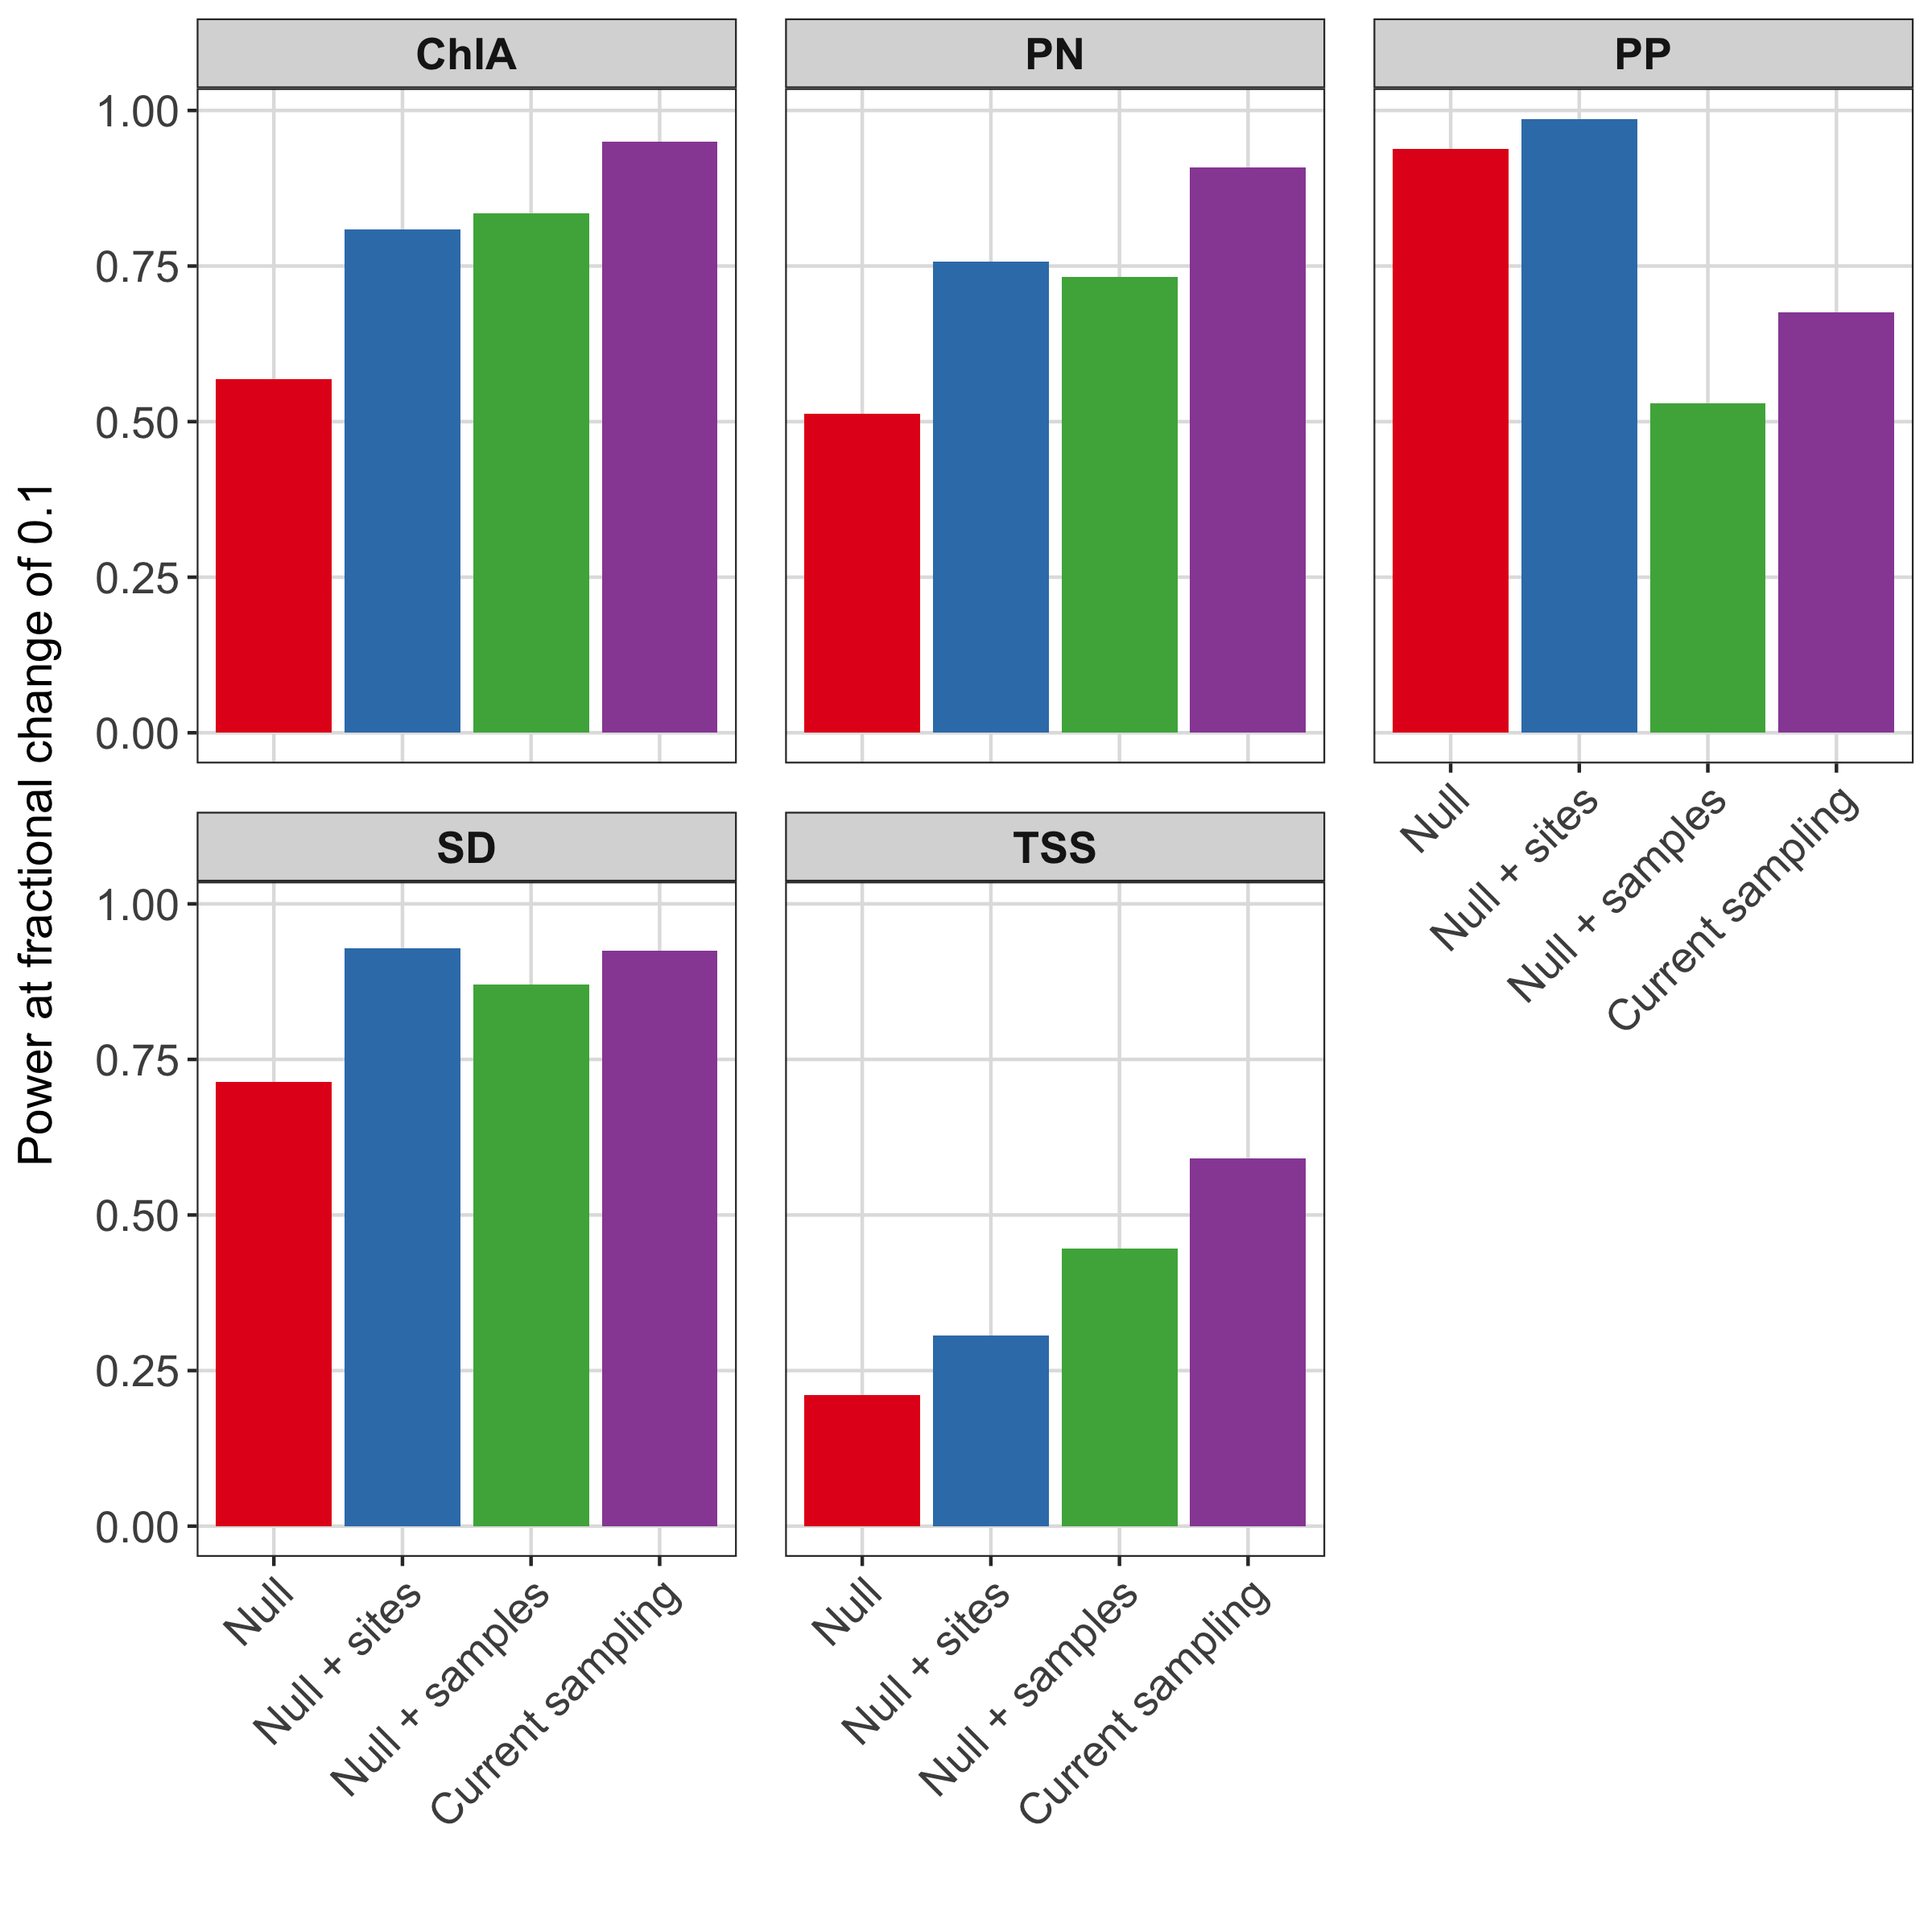 Power at fractional change of 0.1
ChlA
PN
PP
1.00
0.75
0.50
0.25
0.00
Null
Null + sites
Null + samples
Current sampling
SD
TSS
1.00
0.75
0.50
0.25
0.00
Null
Null + sites
Null + samples
Current sampling
Null
Null + sites
Null + samples
Current sampling